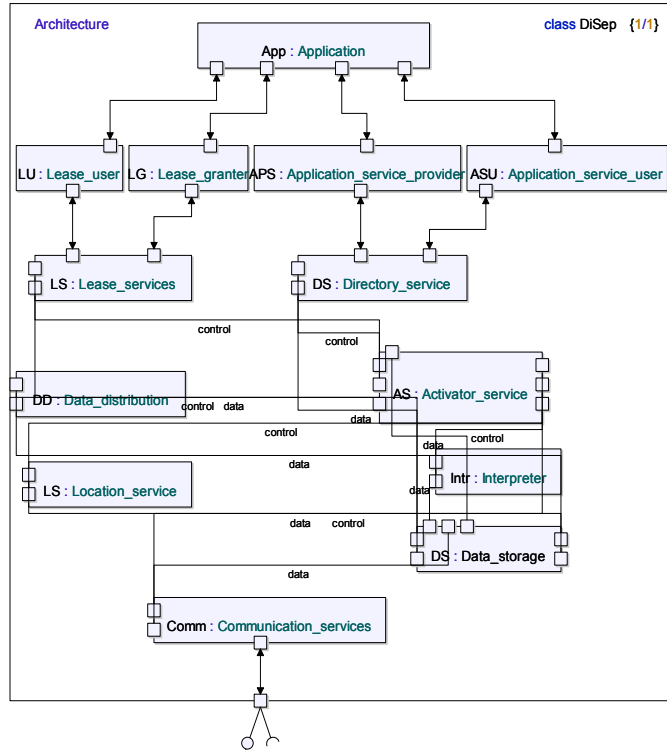 Architecture
class DiSep {1/1}
App : Application
LU : Lease_user
LG : Lease_granter
APS : Application_service_provider
ASU : Application_service_user
LS : Lease_services
DS : Directory_service
control
control
AS : Activator_service
DD : Data_distribution
control
data
data
control
control
data
data
LS : Location_service
Intr : Interpreter
data
data
control
DS : Data_storage
data
Comm : Communication_services